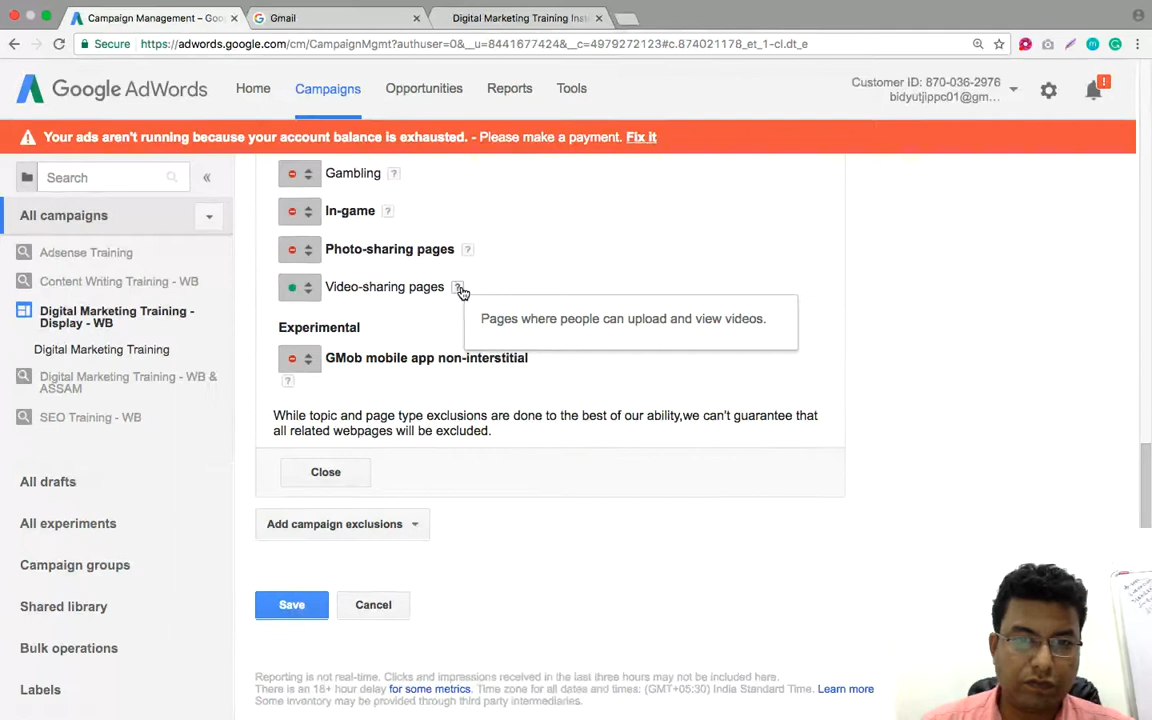 Campaign Management – Goo
Gmail
Digital Marketing Training Inst
Secure
https://adwords.google.com/cm/CampaignMgmt?authuser=0&__u=8441677424&__c=4979272123#c.874021178_et_1-cl.dt_e
Google AdWords
Home
Campaigns
Opportunities
Reports
Tools
Customer ID: 870-036-2976
bidyutjippc01@gm...
!
Your ads aren't running because your account balance is exhausted. - Please make a payment. Fix it
Search
«
All campaigns
Adsense Training
Content Writing Training - WB
Digital Marketing Training -
Display - WB
Digital Marketing Training
Digital Marketing Training - WB &
ASSAM
SEO Training - WB
All drafts
All experiments
Campaign groups
Shared library
Bulk operations
Labels
Gambling ?
In-game ?
Photo-sharing pages ?
Video-sharing pages ?
Pages where people can upload and view videos.
Experimental
GMob mobile app non-interstitial
?
While topic and page type exclusions are done to the best of our ability,we can't guarantee that
all related webpages will be excluded.
Close
Add campaign exclusions
Save
Cancel
Reporting is not real-time. Clicks and impressions received in the last three hours may not be included here.
There is an 18+ hour delay for some metrics. Time zone for all dates and times: (GMT+05:30) India Standard Time. Learn more
Some inventory may be provided through third party intermediaries.